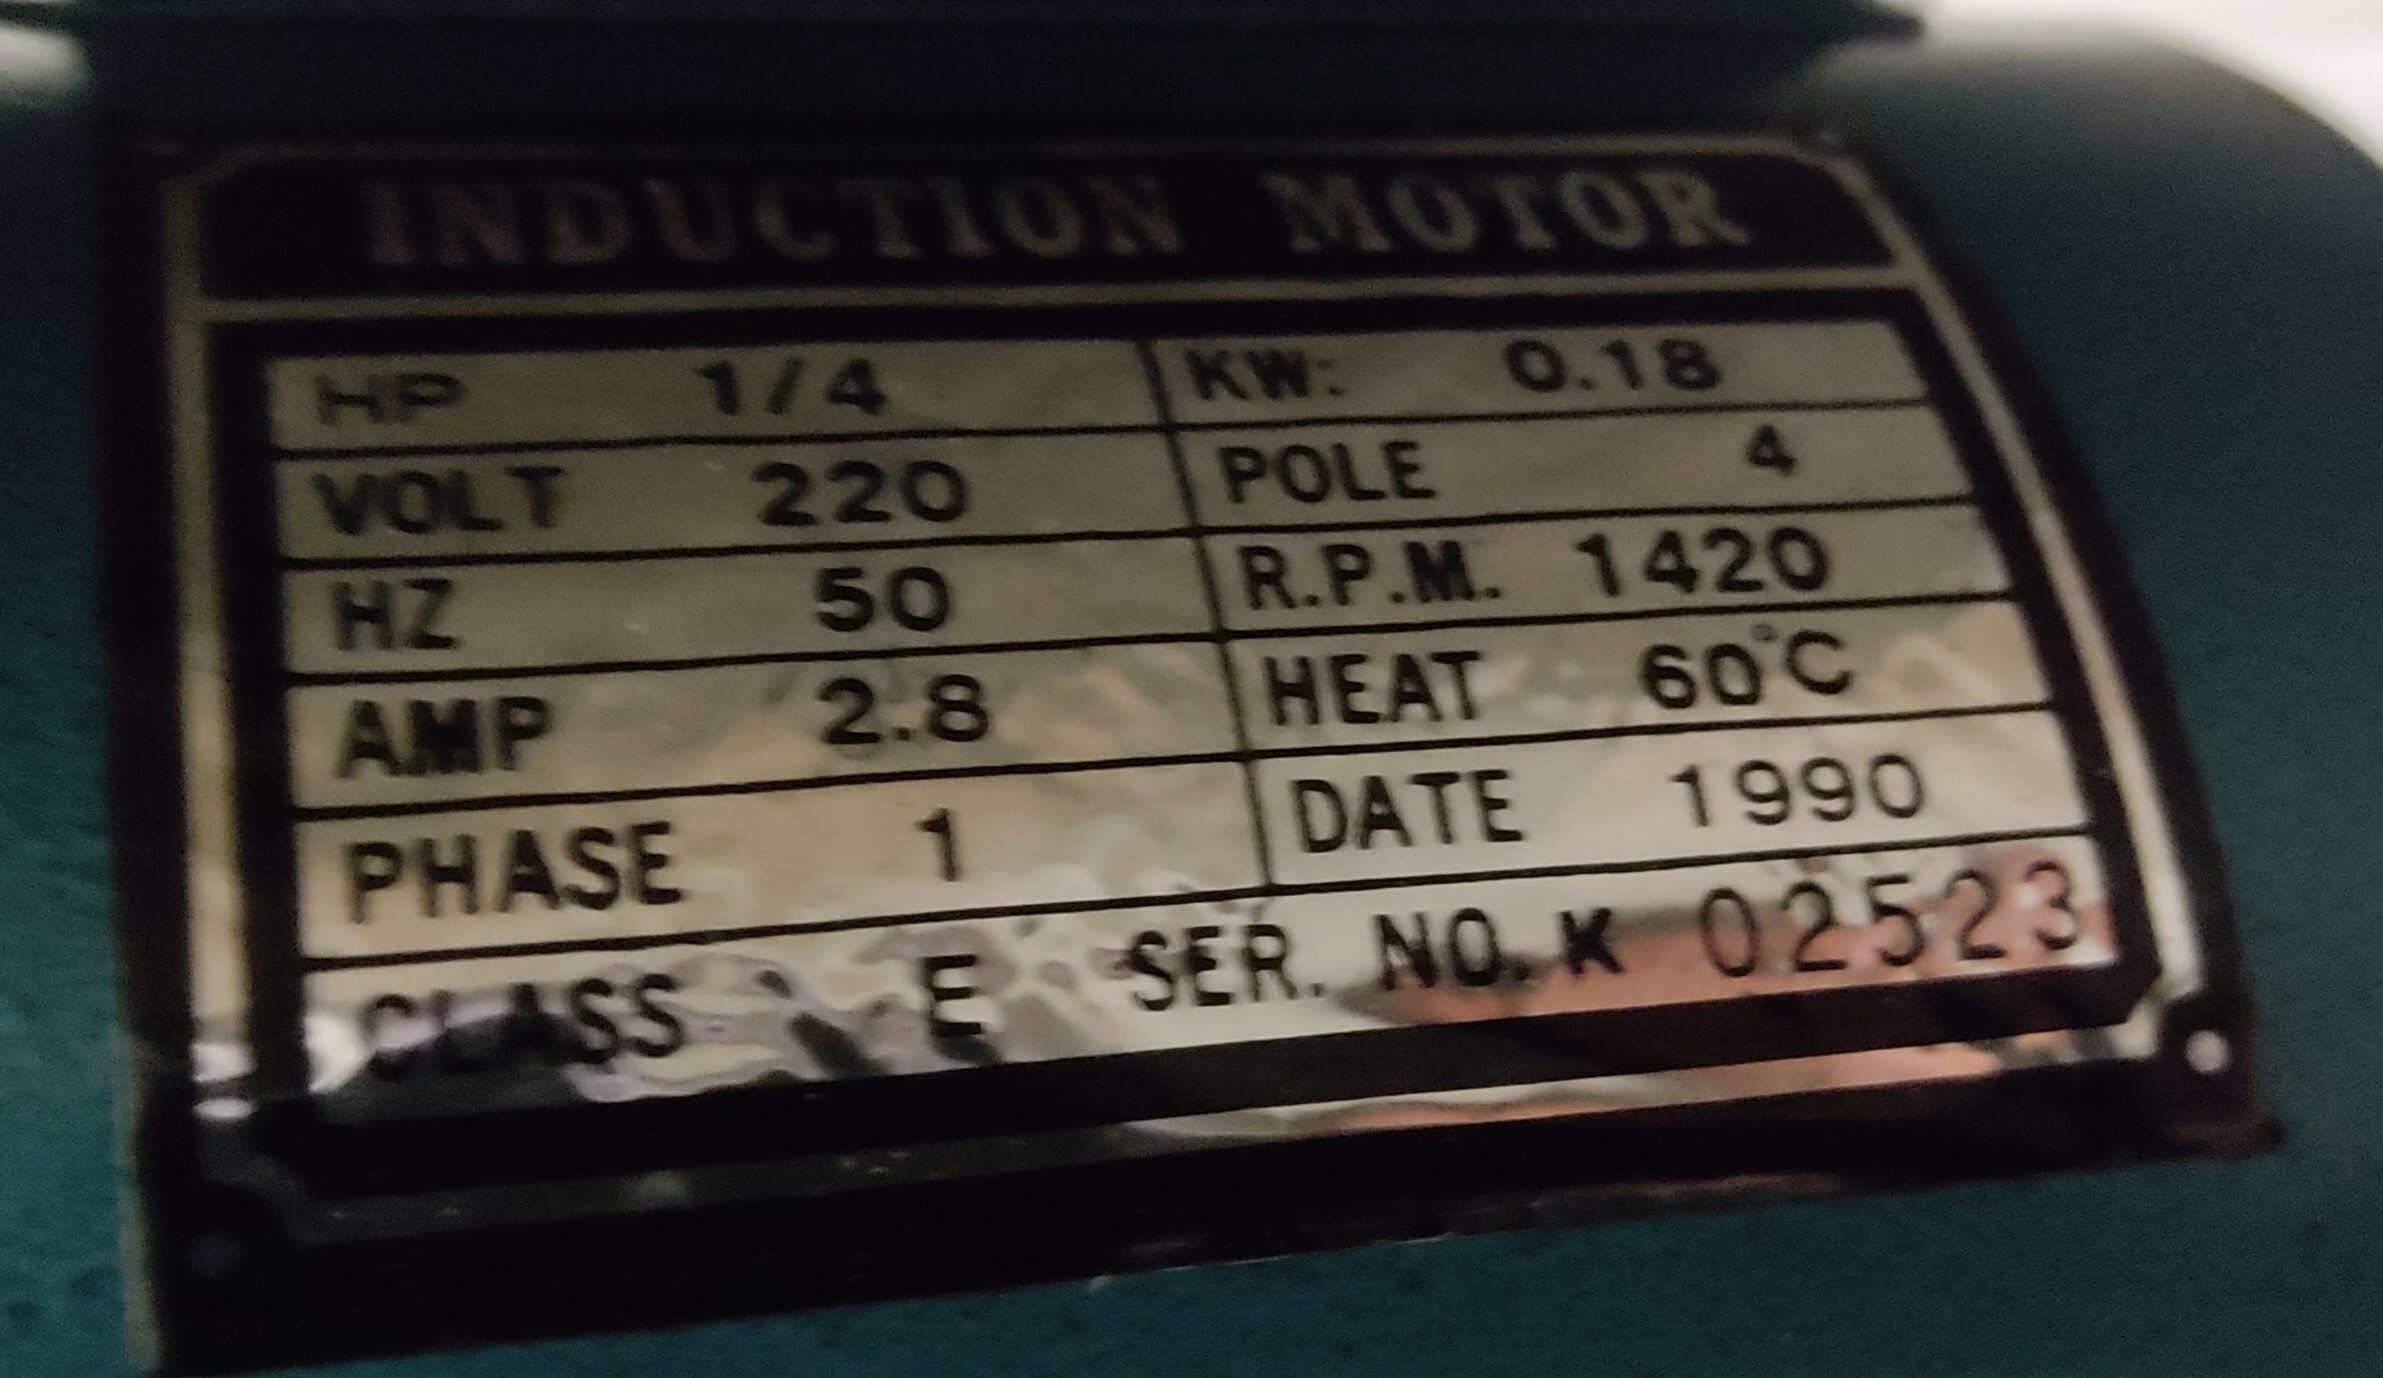 INDUCTION MOTOR
HP 1/4 KW: 0.18
VOLT 220 POLE 4
HZ 50 R.P.M. 1420
AMP 2.8 HEAT 60°C
PHASE 1 DATE 1990
CLASS E SER. NO. K 02523